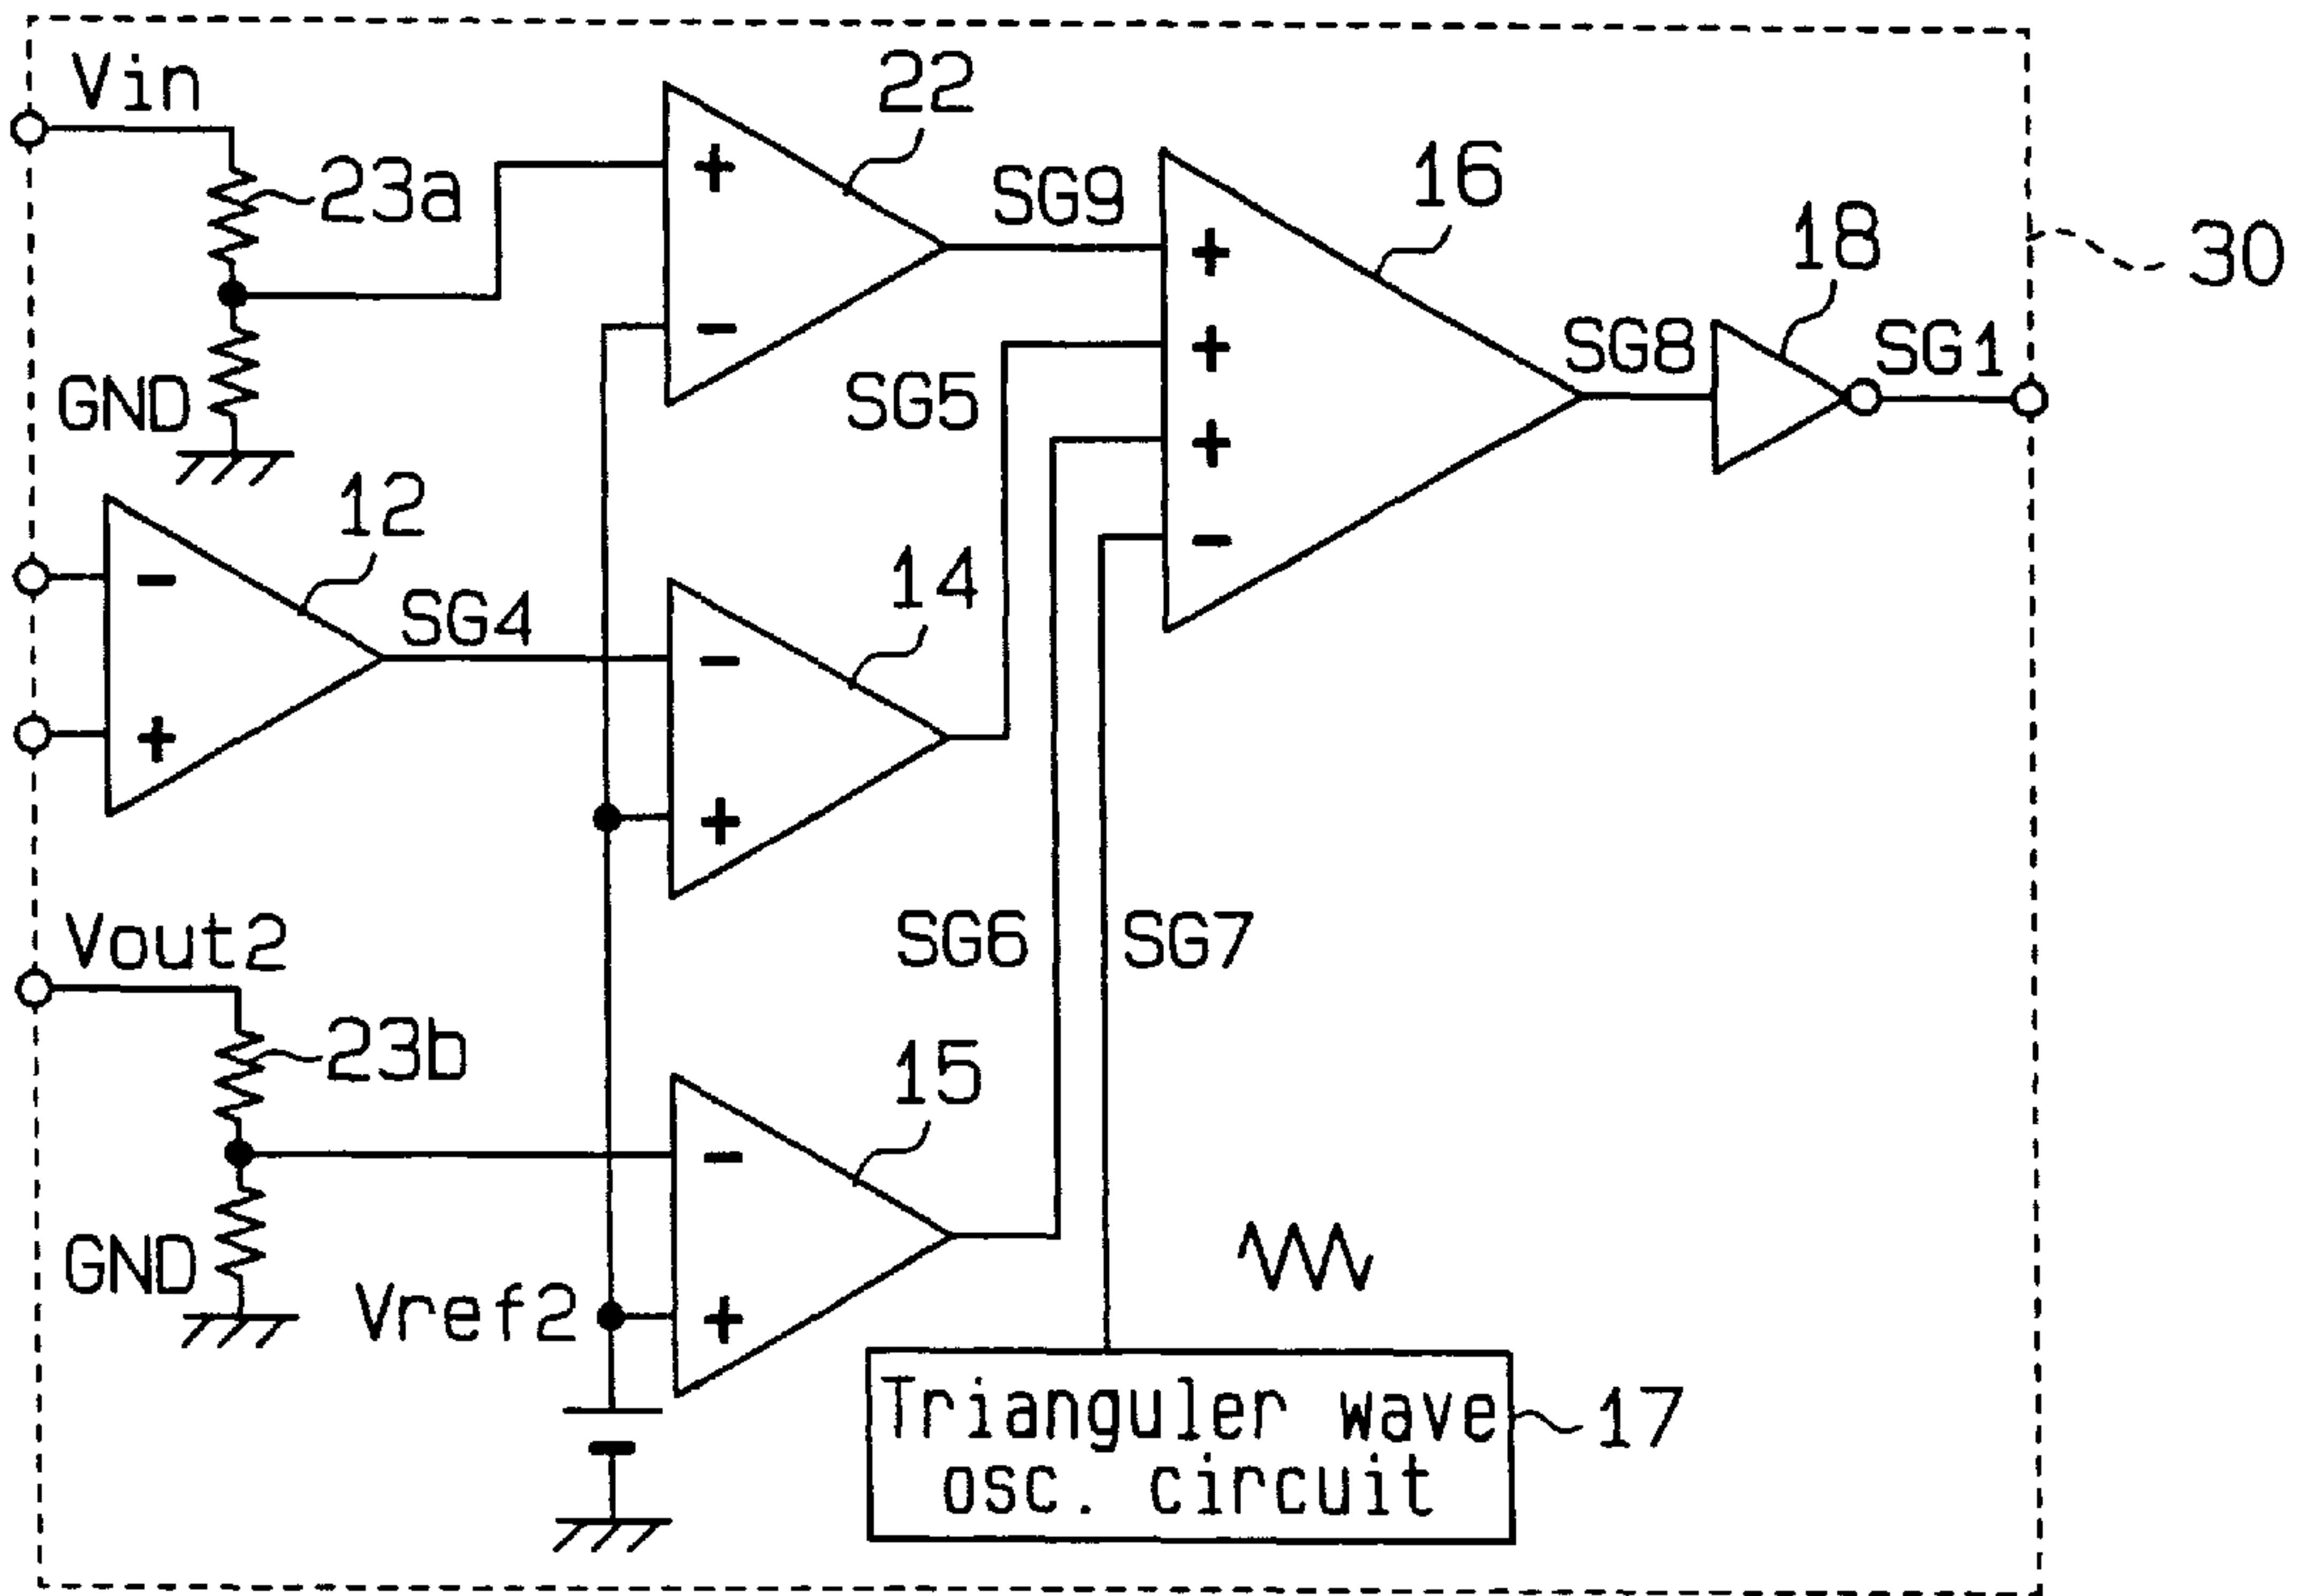 Vin
22
23a
+
SG9
16
+
18
30
-
+
SG8
SG1
GND
SG5
+
12
-
-
SG4
14
-
+
+
Vout2
SG6
SG7
23b
15
-
GND
Vref2
+
Trianguler wave
osc. circuit
17